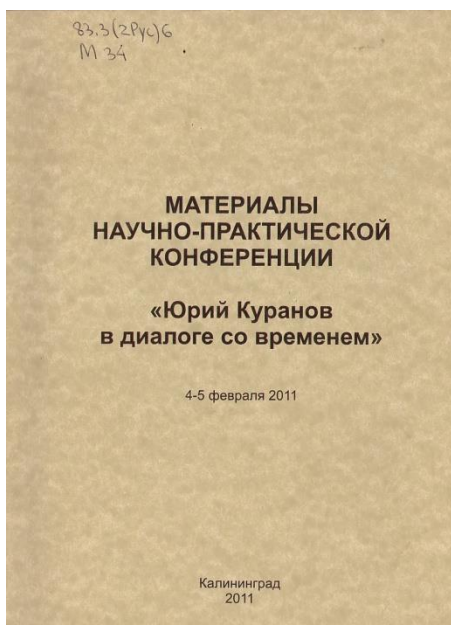 83.3(2Рус)6
М 34
МАТЕРИАЛЫ
НАУЧНО-ПРАКТИЧЕСКОЙ
КОНФЕРЕНЦИИ
«Юрий Куранов
в диалоге со временем»
4-5 февраля 2011
Калининград
2011